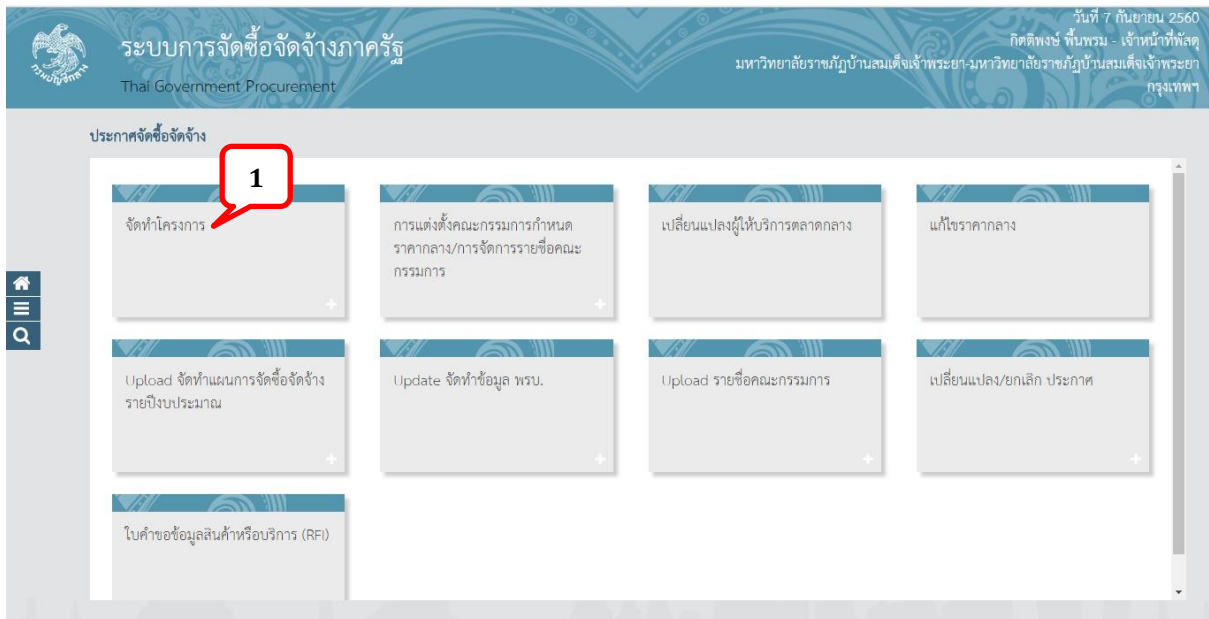 วันที่ 7 กันยายน 2560
กิตติพงษ์ พื้นพรม - เจ้าหน้าที่พัสดุ
มหาวิทยาลัยราชภัฏบ้านสมเด็จเจ้าพระยา-มหาวิทยาลัยราชภัฏบ้านสมเด็จเจ้าพระยา
กรุงเทพฯ
ระบบการจัดซื้อจัดจ้างภาครัฐ
Thai Government Procurement
กรมบัญชีกลาง
ประกาศจัดซื้อจัดจ้าง
1
จัดทำโครงการ
การแต่งตั้งคณะกรรมการกำหนด
ราคากลาง/การจัดการรายชื่อคณะ
กรรมการ
เปลี่ยนแปลงผู้ให้บริการตลาดกลาง
แก้ไขราคากลาง
Upload จัดทำแผนการจัดซื้อจัดจ้าง
รายปีงบประมาณ
Update จัดทำข้อมูล พรบ.
Upload รายชื่อคณะกรรมการ
เปลี่ยนแปลง/ยกเลิก ประกาศ
ใบคำขอข้อมูลสินค้าหรือบริการ (RFI)